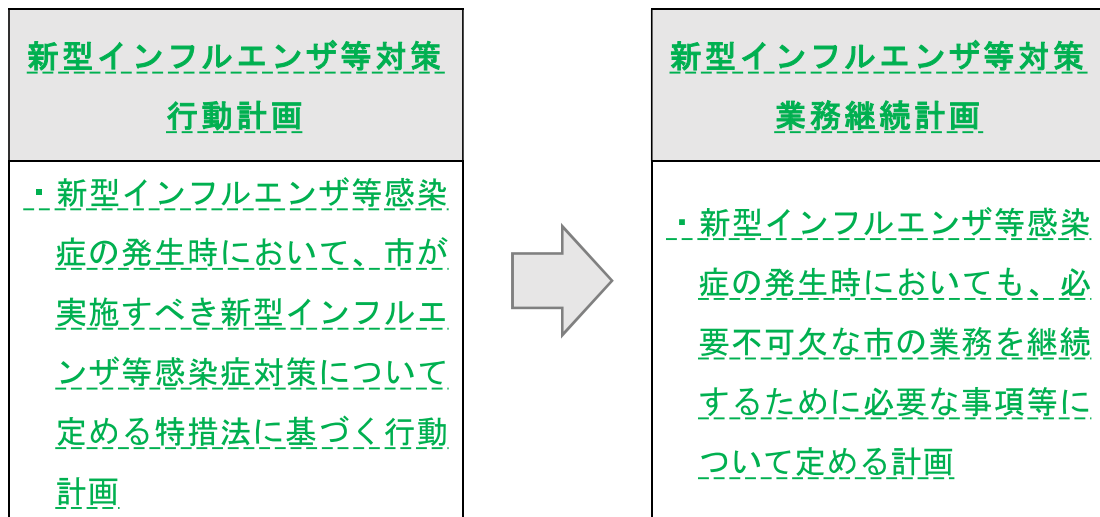 新型インフルエンザ等対策
行動計画
・新型インフルエンザ等感染
症の発生時において、市が
実施すべき新型インフルエ
ンザ等感染症対策について
定める特措法に基づく行動
計画
新型インフルエンザ等対策
業務継続計画
・新型インフルエンザ等感染
症の発生時においても、必
要不可欠な市の業務を継続
するために必要な事項等に
ついて定める計画